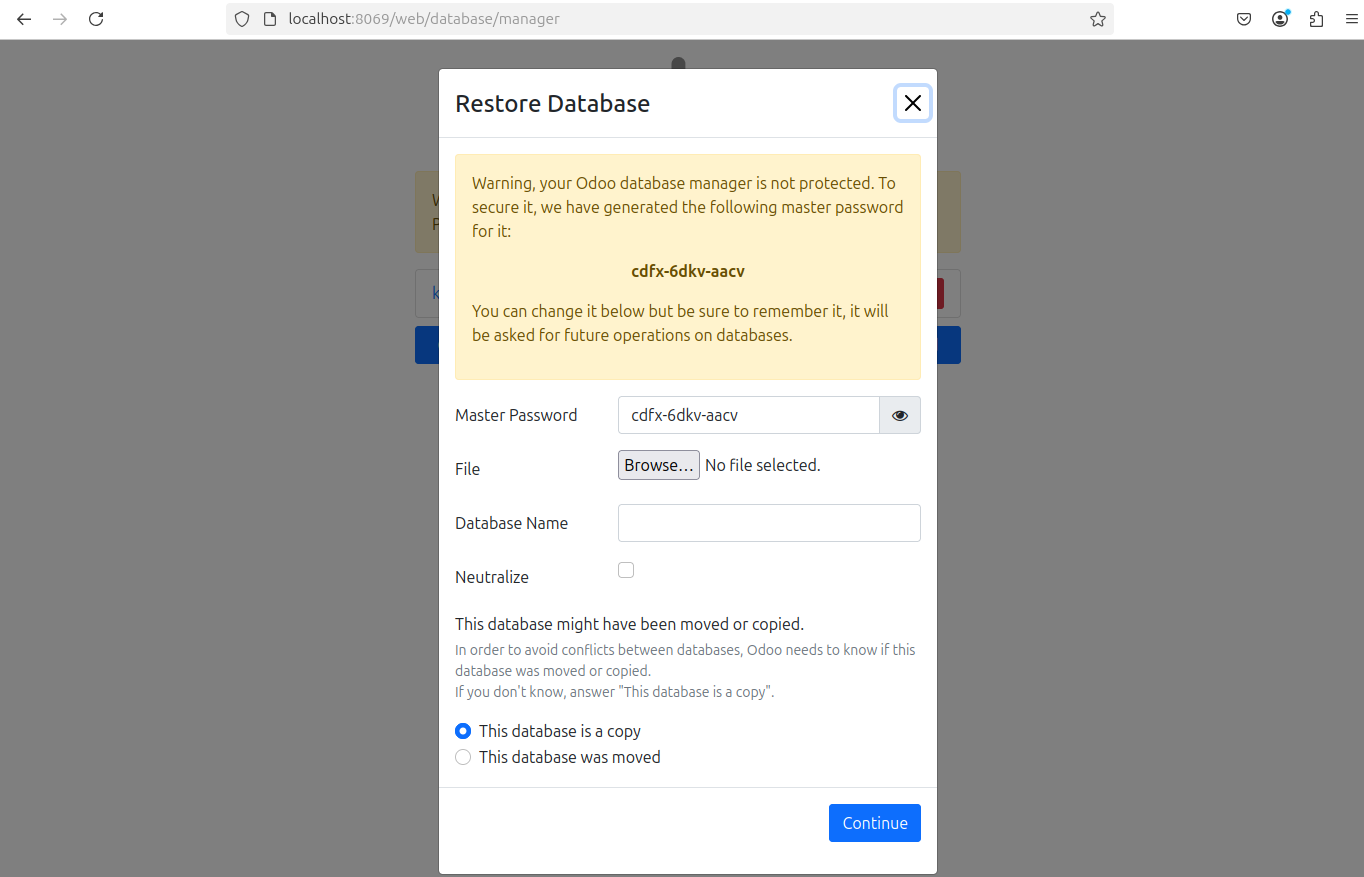 localhost:8069/web/database/manager
Restore Database
Warning, your Odoo database manager is not protected. To
secure it, we have generated the following master password
for it:
cdfx-6dkv-aacv
You can change it below but be sure to remember it, it will
be asked for future operations on databases.
Master Password cdfx-6dkv-aacv
File Browse... No file selected.
Database Name
Neutralize
This database might have been moved or copied.
In order to avoid conflicts between databases, Odoo needs to know if this
database was moved or copied.
If you don't know, answer "This database is a copy".
This database is a copy
This database was moved
Continue